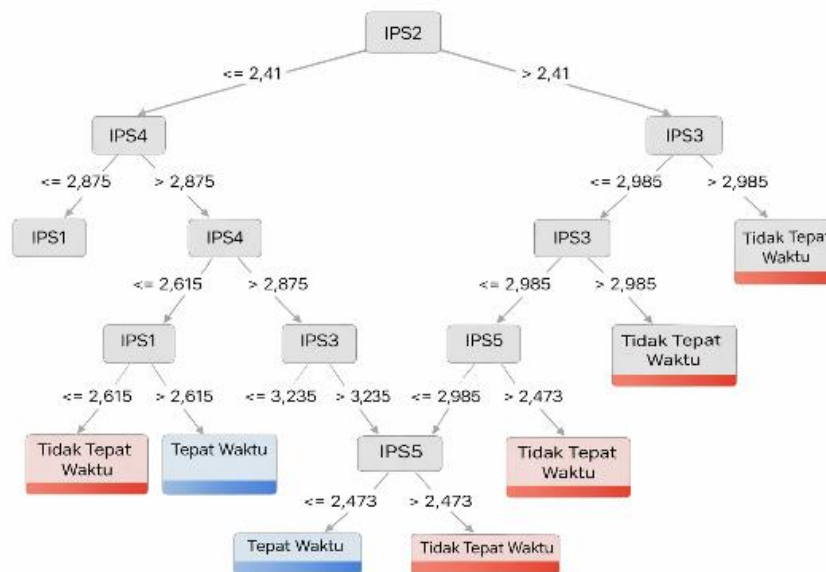 IPS2
<= 2,41
> 2,41
IPS4
IPS3
<= 2,875
> 2,875
<= 2,985
> 2,985
IPS1
IPS4
IPS3
Tidak Tepat
Waktu
<= 2,615
> 2,875
<= 2,985
> 2,985
IPS1
IPS3
IPS5
Tidak Tepat
Waktu
<= 2,615
> 2,615
<= 3,235
> 3,235
<= 2,985
> 2,473
Tidak Tepat
Waktu
Tepat Waktu
IPS5
Tidak Tepat
Waktu
<= 2,473
> 2,473
Tepat Waktu
Tidak Tepat Waktu